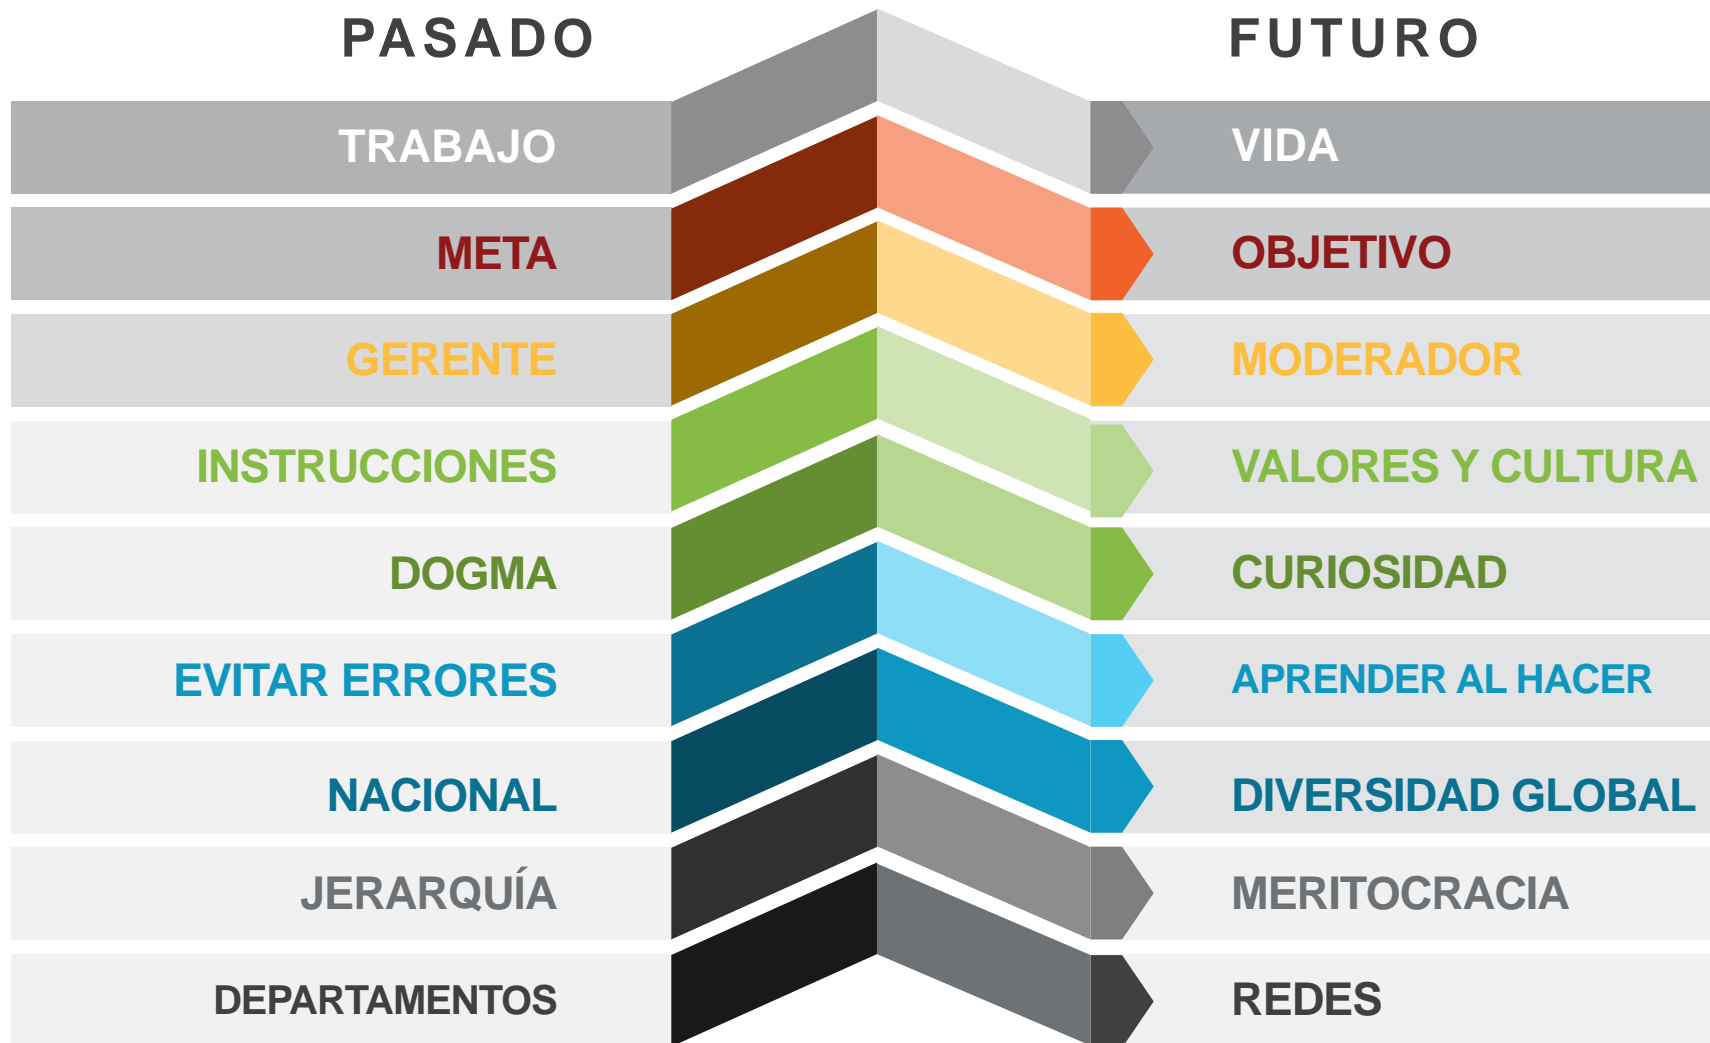 PASADO FUTURO
TRABAJO VIDA
META OBJETIVO
GERENTE MODERADOR
INSTRUCCIONES VALORES Y CULTURA
DOGMA CURIOSIDAD
EVITAR ERRORES APRENDER AL HACER
NACIONAL DIVERSIDAD GLOBAL
JERARQUÍA MERITOCRACIA
DEPARTAMENTOS REDES